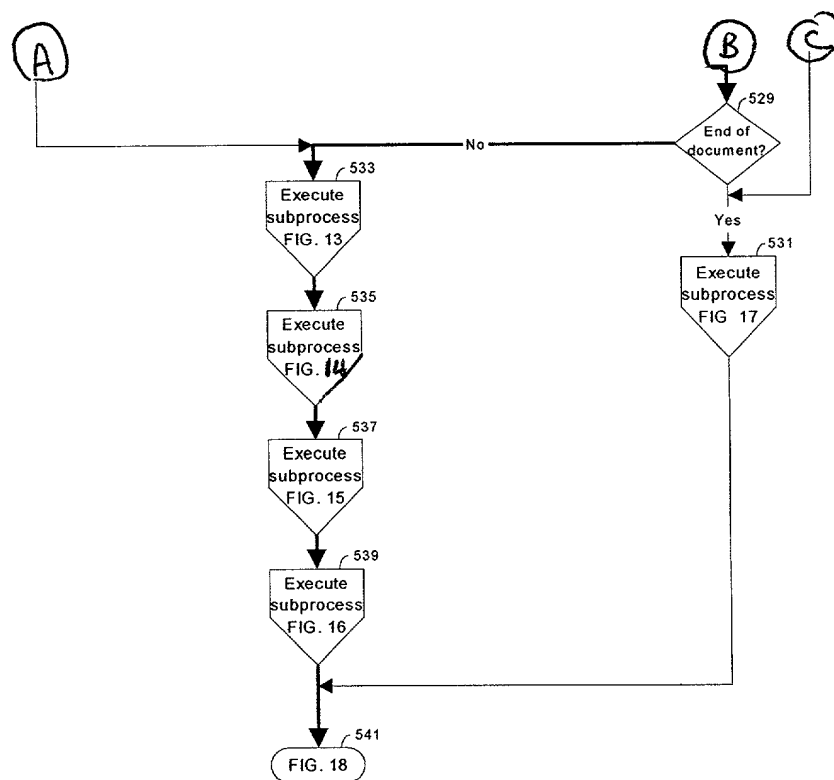 A
B
C
529
End of
document?
No
533
Execute
subprocess
FIG. 13
Yes
531
Execute
subprocess
FIG 17
535
Execute
subprocess
FIG. 14
537
Execute
subprocess
FIG. 15
539
Execute
subprocess
FIG. 16
541
FIG. 18